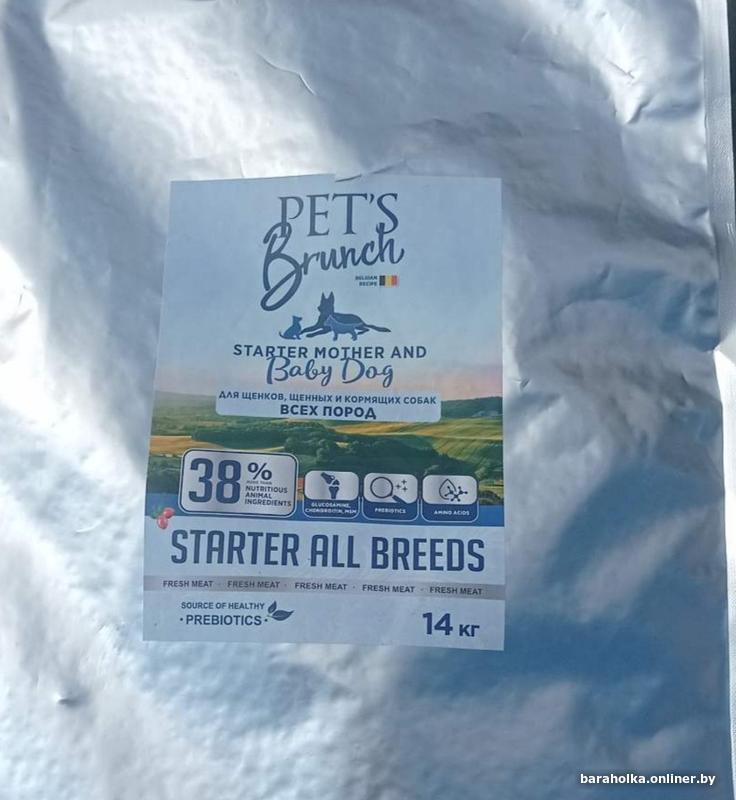 PET'S
Brunch
BELGIAN
RECIPE
STARTER MOTHER AND
Baby Dog
ДЛЯ ЩЕНКОВ, ЩЕННЫХ И КОРМЯЩИХ СОБАК
ВСЕХ ПОРОД
38%
MORE THAN
NUTRITIOUS
ANIMAL
INGREDIENTS
GLUCOSAMINE,
CHONDROITIN, MSM
PREBIOTICS
AMINO ACIDS
STARTER ALL BREEDS
FRESH MEAT · FRESH MEAT · FRESH MEAT · FRESH MEAT · FRESH MEAT
SOURCE OF HEALTHY
• PREBIOTICS •
14 КГ
baraholka.onliner.by